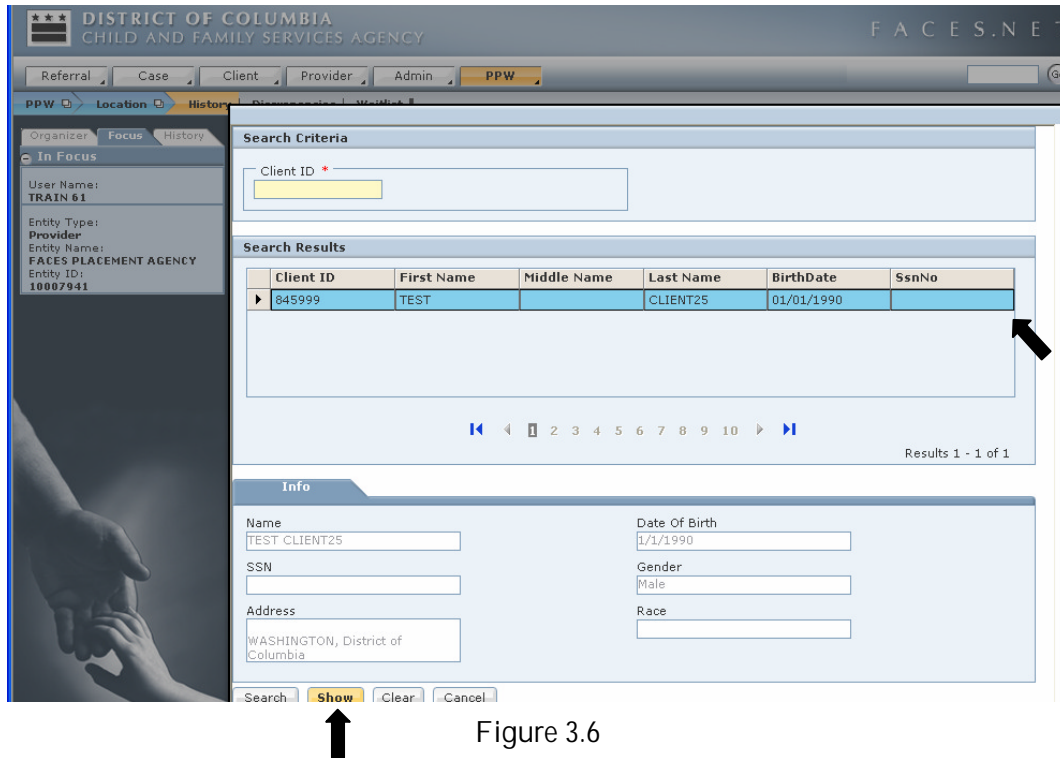 DISTRICT OF COLUMBIA
CHILD AND FAMILY SERVICES AGENCY
FACES.NE
Referral Case Client Provider Admin PPW
PPW Location History
Organizer Focus History
In Focus
User Name:
TRAIN 61
Entity Type:
Provider
Entity Name:
FACES PLACEMENT AGENCY
Entity ID:
10007941
Search Criteria
Client ID *
Search Results
Client ID First Name Middle Name Last Name BirthDate SsnNo
845999 TEST CLIENT25 01/01/1990
1 2 3 4 5 6 7 8 9 10
Results 1 - 1 of 1
Info
Name
TEST CLIENT25
Date Of Birth
1/1/1990
SSN
Gender
Male
Address
WASHINGTON, District of
Columbia
Race
Search Show Clear Cancel
Figure 3.6